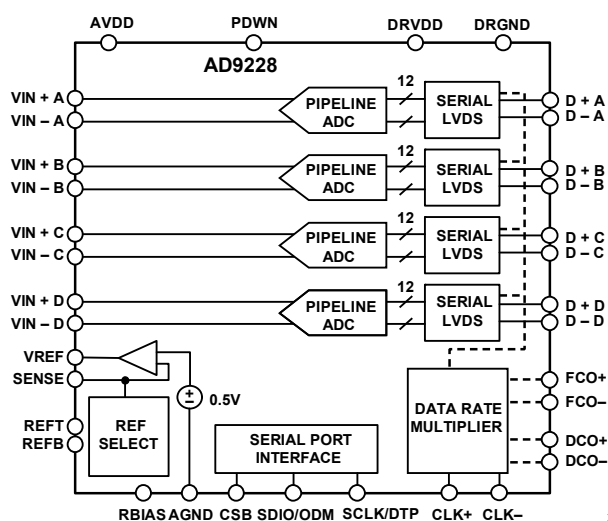 AVDD PDWN DRVDD DRGND
AD9228
VIN + A
VIN – A
PIPELINE
ADC
12
SERIAL
LVDS
D + A
D – A
VIN + B
VIN – B
PIPELINE
ADC
12
SERIAL
LVDS
D + B
D – B
VIN + C
VIN – C
PIPELINE
ADC
12
SERIAL
LVDS
D + C
D – C
VIN + D
VIN – D
PIPELINE
ADC
12
SERIAL
LVDS
D + D
D – D
VREF
SENSE
+
–
0.5V
REFT
REFB
REF
SELECT
SERIAL PORT
INTERFACE
DATA RATE
MULTIPLIER
FCO+
FCO–
DCO+
DCO–
RBIAS AGND CSB SDIO/ODM SCLK/DTP CLK+ CLK–